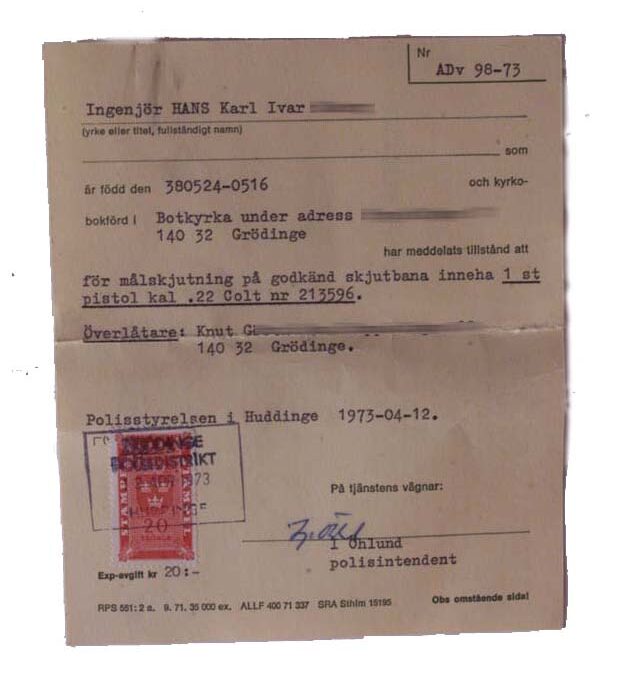 Nr
ADv 98-73
Ingenjör HANS Karl Ivar
(yrke eller titel, fullständigt namn)
som
är född den 380524-0516 och kyrko-
bokförd i Botkyrka under adress
140 32 Grödinge
har meddelats tillstånd att
för målskjutning på godkänd skjutbana inneha 1 st
pistol kal .22 Colt nr 213596.
Överlåtare: Knut
140 32 Grödinge.
Polisstyrelsen i Huddinge 1973-04-12.
HUDDINGE
POLISDISTRIKT
APR 1973
HUDDINGE
20
På tjänstens vägnar:
I Öhlund
polisintendent
Exp-avgift kr 20:-
RPS 551:2 a. 9. 71. 35 000 ex. ALLF 400 71 337 SRA Sthlm 15195
Obs omstående sida!